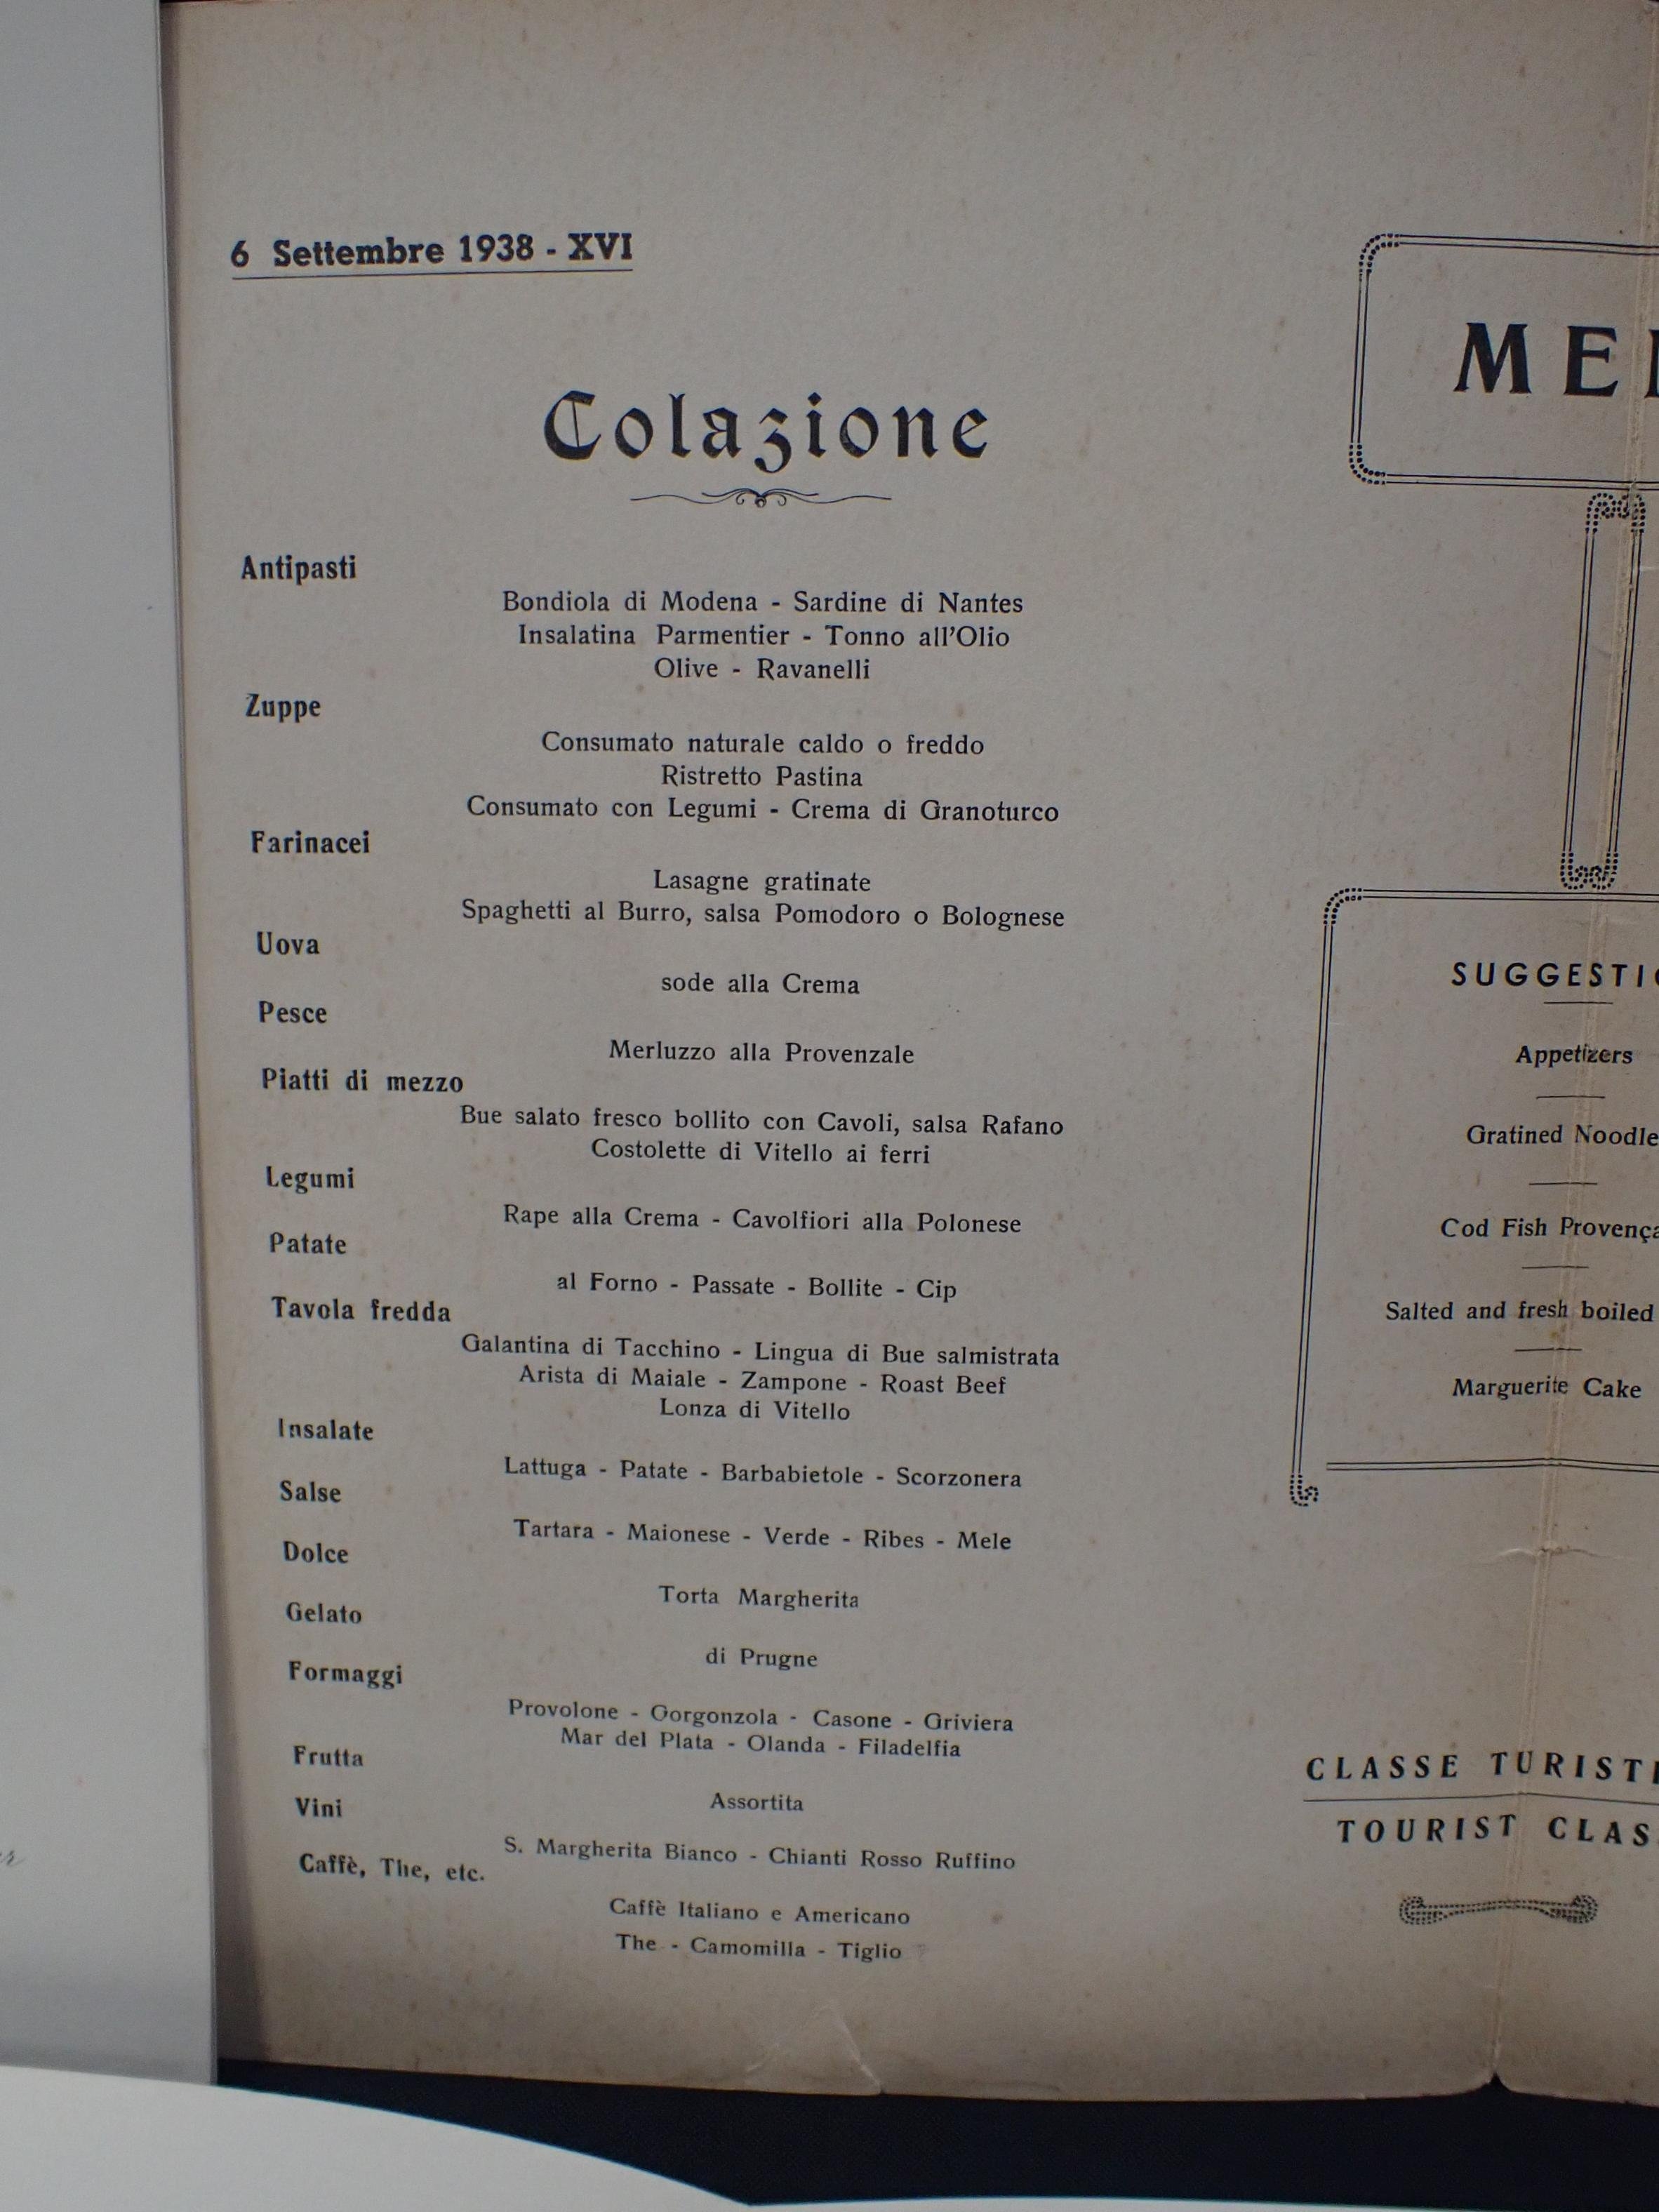 6 Settembre 1938 - XVI
Colazione
Antipasti
Bondiola di Modena - Sardine di Nantes
Insalatina Parmentier - Tonno all'Olio
Olive - Ravanelli
Zuppe
Consumato naturale caldo o freddo
Ristretto Pastina
Consumato con Legumi - Crema di Granoturco
Farinacei
Lasagne gratinate
Spaghetti al Burro, salsa Pomodoro o Bolognese
Uova
sode alla Crema
Pesce
Merluzzo alla Provenzale
Piatti di mezzo
Bue salato fresco bollito con Cavoli, salsa Rafano
Costolette di Vitello ai ferri
Legumi
Rape alla Crema - Cavolfiori alla Polonese
Patate
al Forno - Passate - Bollite - Cip
Tavola fredda
Galantina di Tacchino - Lingua di Bue salmistrata
Arista di Maiale - Zampone - Roast Beef
Lonza di Vitello
Insalate
Lattuga - Patate - Barbabietole - Scorzonera
Salse
Tartara - Maionese - Verde - Ribes - Mele
Dolce
Torta Margherita
Gelato
di Prugne
Formaggi
Provolone - Gorgonzola - Casone - Griviera
Mar del Plata - Olanda - Filadelfia
Frutta
Assortita
Vini
S. Margherita Bianco - Chianti Rosso Ruffino
Caffè, The, etc.
Caffè Italiano e Americano
The - Camomilla - Tiglio
ME
SUGGESTI
Appetizers
Gratined Noodle
Cod Fish Provença
Salted and fresh boiled
Marguerite Cake
CLASSE TURISTI
TOURIST CLAS